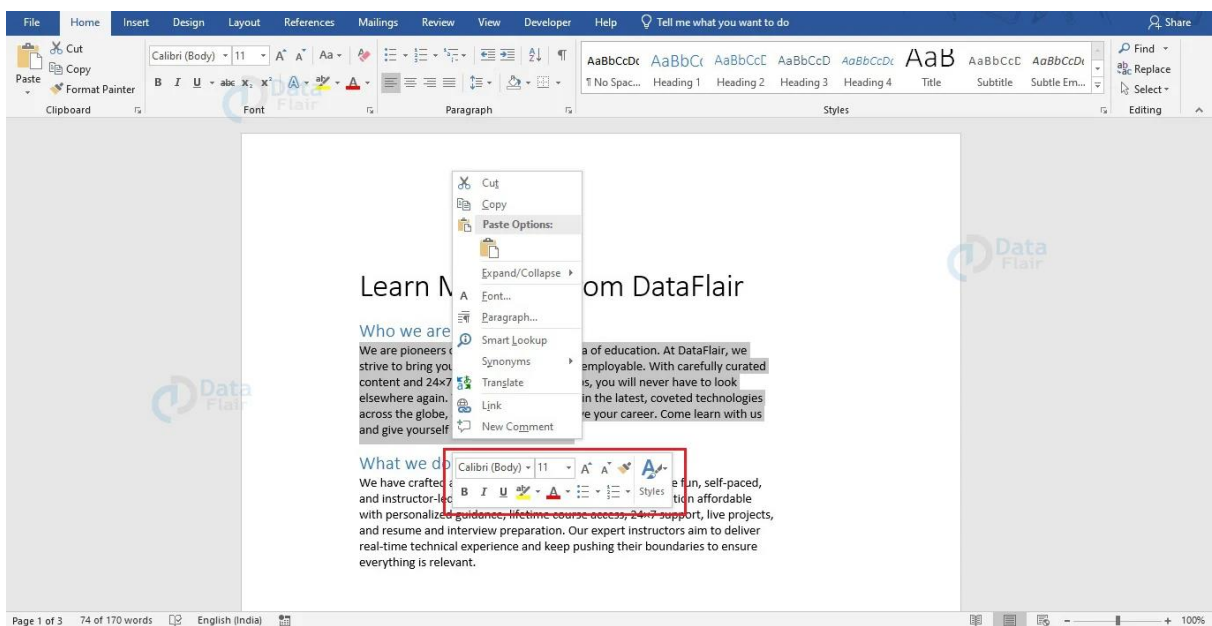 File Home Insert Design Layout References Mailings Review View Developer Help Tell me what you want to do Share
Cut
Copy
Format Painter
Paste
Clipboard
Calibri (Body) 11 A A Aa
B I U abc X₂ X² A aby A
Font
Paragraph
AaBbCcDc AaBbCc AaBbCcC AaBbCcD AaBbCcDc AaB AaBbCcC AaBbCcDc
¶ No Spac... Heading 1 Heading 2 Heading 3 Heading 4 Title Subtitle Subtle Em...
Styles
Find
Replace
Select
Editing
Data
Flair
Cut
Copy
Paste Options:
Expand/Collapse
Font...
Paragraph...
Smart Lookup
Synonyms
Translate
Link
New Comment
Data
Flair
Learn M om DataFlair
Who we are
We are pioneers a of education. At DataFlair, we
strive to bring you employable. With carefully curated
content and 24×7 s, you will never have to look
elsewhere again. in the latest, coveted technologies
across the globe, e your career. Come learn with us
and give yourself
Data
Flair
What we do
Calibri (Body) 11 A A
B I U aby A Styles
We have crafted e fun, self-paced,
and instructor-led tion affordable
with personalized guidance, lifetime course access, 24×7 support, live projects,
and resume and interview preparation. Our expert instructors aim to deliver
real-time technical experience and keep pushing their boundaries to ensure
everything is relevant.
Page 1 of 3 74 of 170 words English (India) 100%